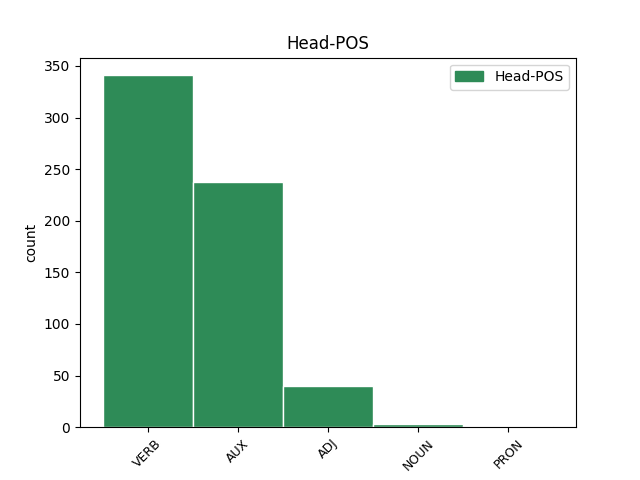 Head-POS
Head-POS
350
300
250
200
150
100
50
0
count
VERB
AUX
ADJ
NOUN
PRON